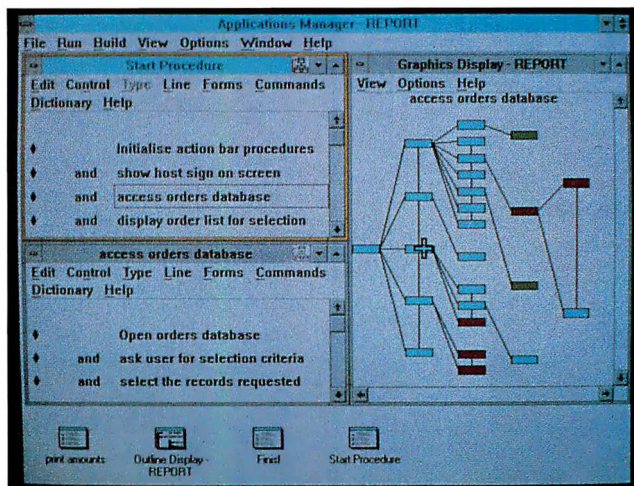 Applications Manager - REPORT
File Run Build View Options Window Help
Start Procedure
Edit Control Type Line Forms Commands
Dictionary Help
Initialise action bar procedures
and show host sign on screen
and access orders database
and display order list for selection
access orders database
Edit Control Type Line Forms Commands
Dictionary Help
Open orders database
and ask user for selection criteria
and select the records requested
Graphics Display - REPORT
View Options Help
access orders database
print amounts
Outline Display -
REPORT
Finis!
Start Procedure